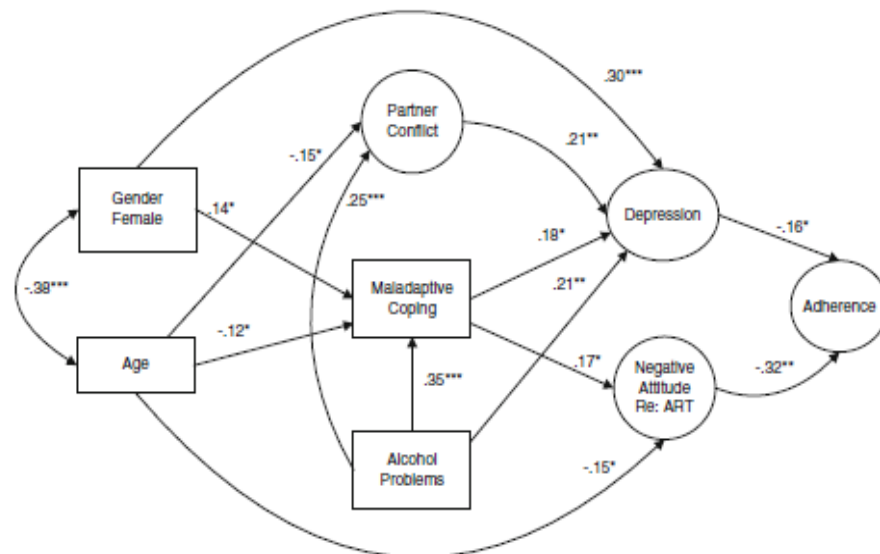 .30***
Partner
Conflict
-.15*
.21**
Gender
Female
.25***
Depression
.14*
-.16*
.18*
-.38***
Maladaptive
Coping
.21**
Adherence
-.12*
Age
.17*
Negative
Attitude
Re: ART
-.32**
.35***
Alcohol
Problems
-.15*